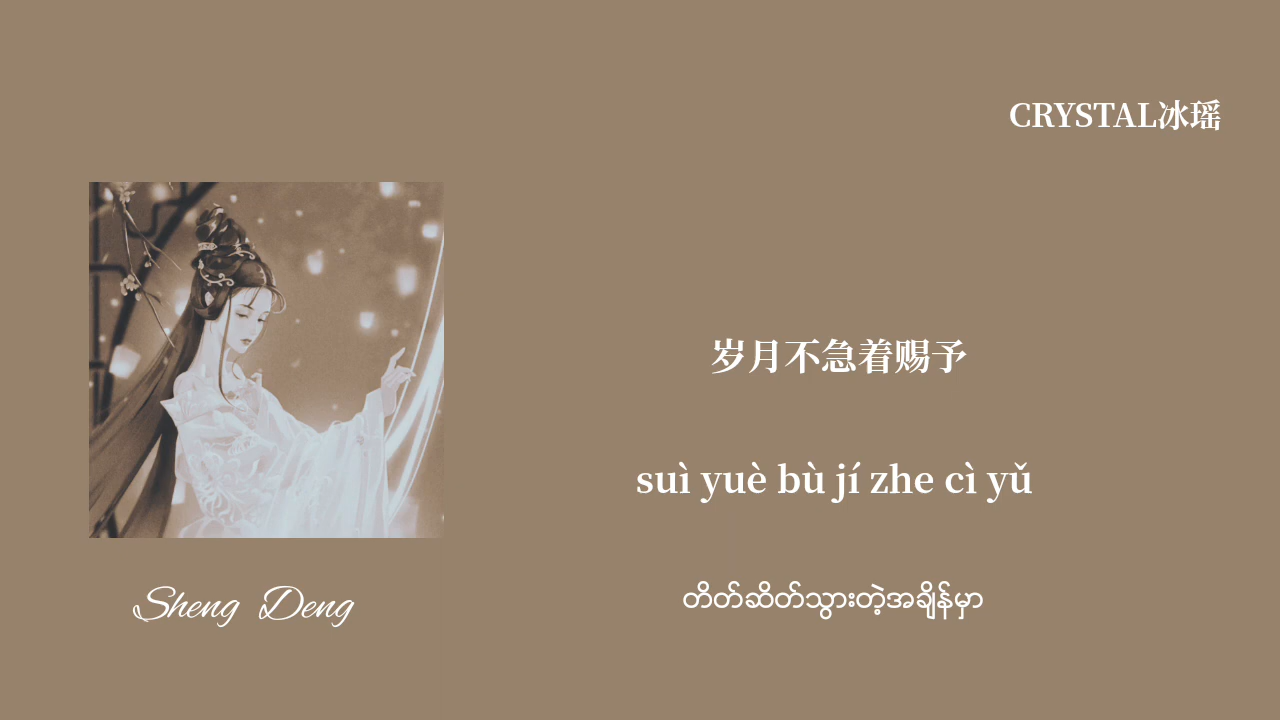 CRYSTAL冰瑶
岁月不急着赐予
suì yuè bù jí zhe cì yǔ
တိတ်ဆိတ်သွားတဲ့အချိန်မှာ
Sheng Deng